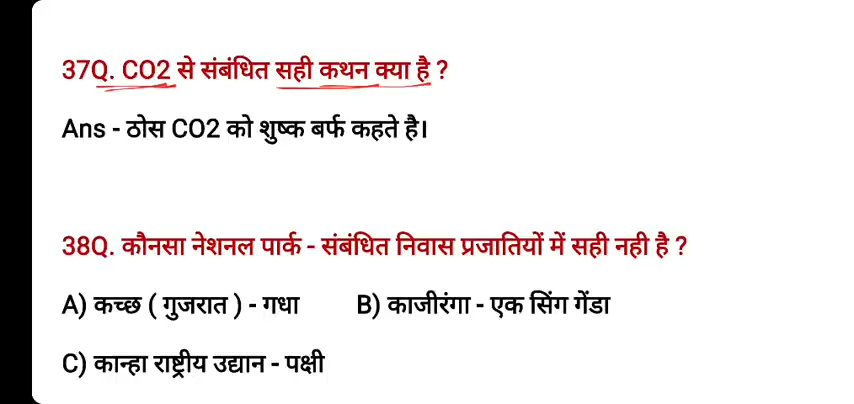 37Q. CO2 से संबंधित सही कथन क्या है ?
Ans - ठोस CO2 को शुष्क बर्फ कहते है।
38Q. कौनसा नेशनल पार्क - संबंधित निवास प्रजातियों में सही नही है ?
A) कच्छ ( गुजरात ) - गधा B) काजीरंगा - एक सिंग गेंडा
C) कान्हा राष्ट्रीय उद्यान - पक्षी